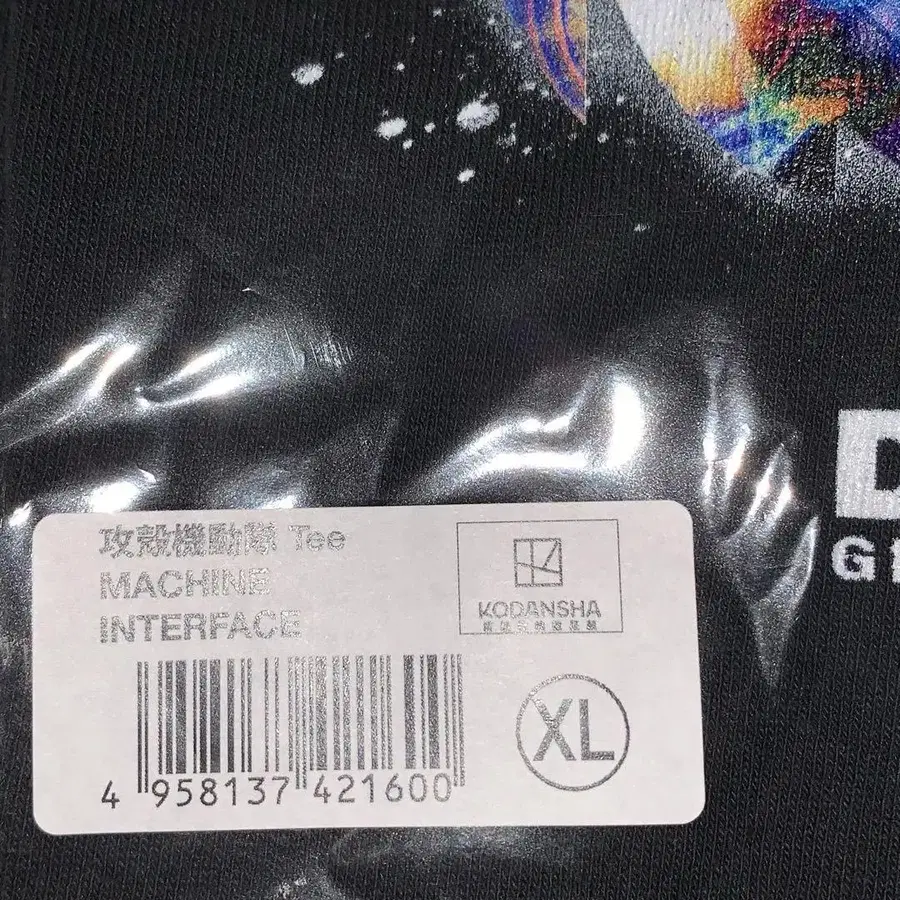 D
G
攻殻機動隊 Tee
MACHINE
INTERFACE
KODANSHA
XL
4 958137 421600